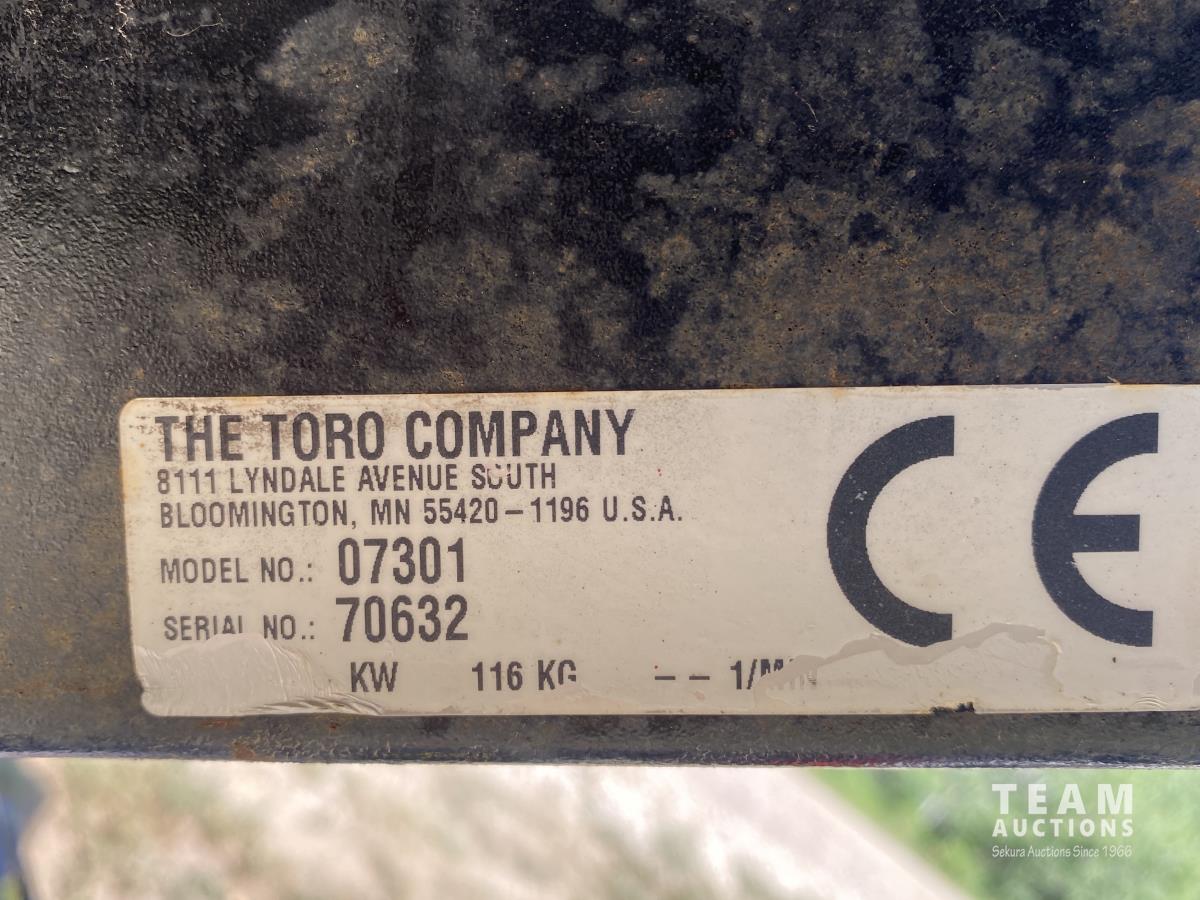 THE TORO COMPANY
8111 LYNDALE AVENUE SOUTH
BLOOMINGTON, MN 55420-1196 U.S.A.
MODEL NO.: 07301
SERIAL NO.: 70632
KW 116 KG -- 1/MIN
CE
TEAM
AUCTIONS
Sekura Auctions Since 1966